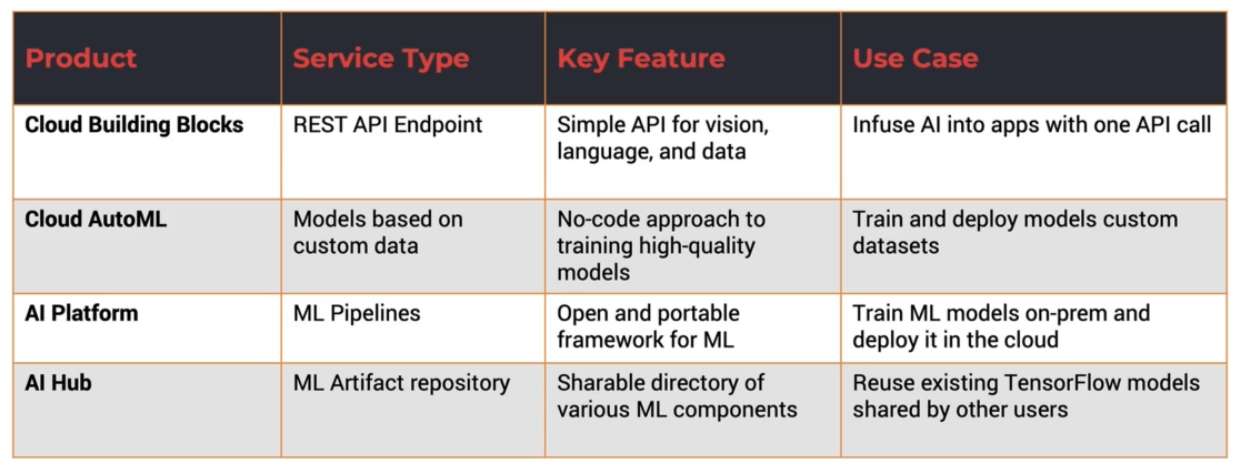 Product Service Type Key Feature Use Case
Cloud Building Blocks REST API Endpoint Simple API for vision, Infuse AI into apps with one API call
language, and data
Cloud AutoML Models based on No-code approach to Train and deploy models custom
custom data training high-quality datasets
models
AI Platform ML Pipelines Open and portable Train ML models on-prem and
framework for ML deploy it in the cloud
AI Hub ML Artifact repository Sharable directory of Reuse existing TensorFlow models
various ML components shared by other users